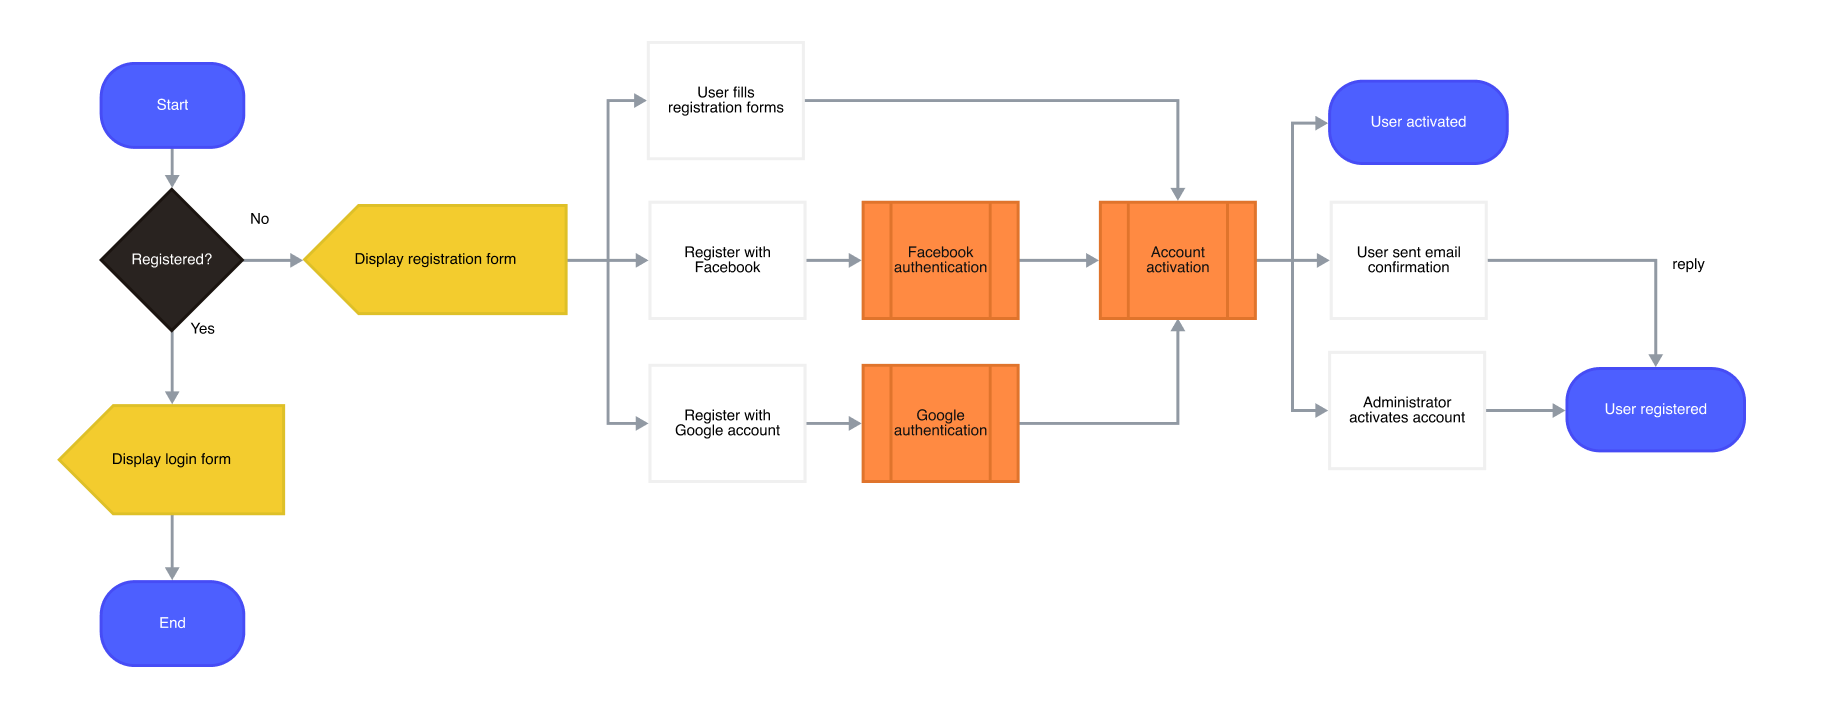 Start
Registered?
No
Yes
Display login form
End
Display registration form
User fills
registration forms
Register with
Facebook
Register with
Google account
Facebook
authentication
Google
authentication
Account
activation
User activated
User sent email
confirmation
reply
Administrator
activates account
User registered